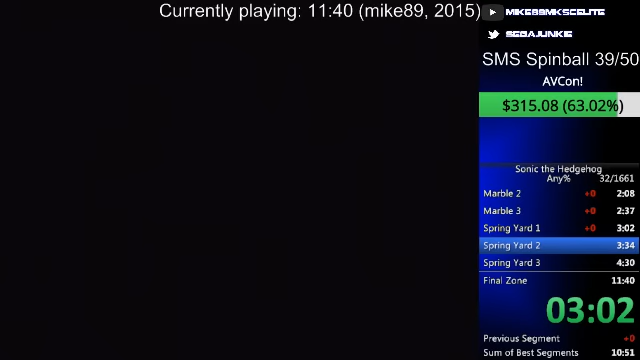 Currently playing: 11:40 (mike89, 2015)
MIKE89MKSCELITE
SEGAJUNKIE
SMS Spinball 39/50
AVCon!
$315.08 (63.02%)
Sonic the Hedgehog
Any% 32/1661
Marble 2 +0 2:08
Marble 3 +0 2:37
Spring Yard 1 +0 3:02
Spring Yard 2 3:34
Spring Yard 3 4:30
Final Zone 11:40
03:02
Previous Segment +0
Sum of Best Segments 10:51